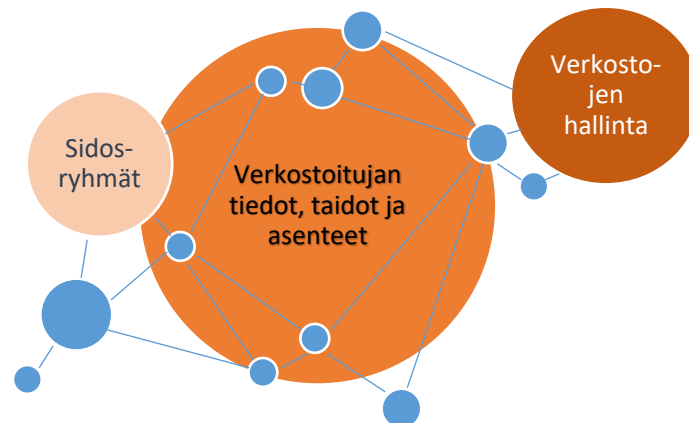 Sidos-
ryhmät
Verkostoitujan
tiedot, taidot ja
asenteet
Verkosto-
jen
hallinta